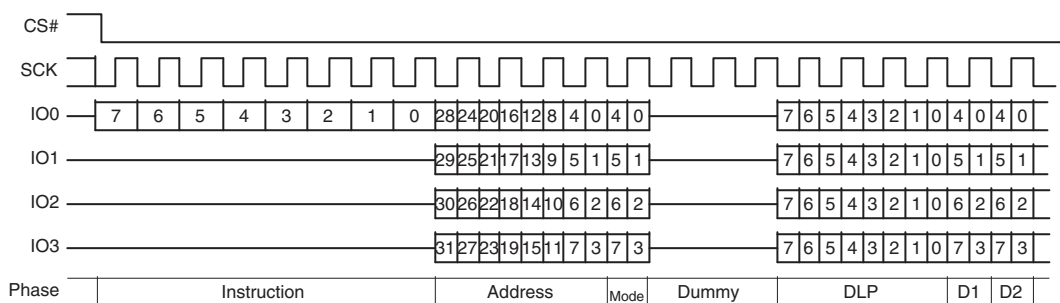 CS#
SCK
IO0 7 6 5 4 3 2 1 0 28 24 20 16 12 8 4 0 4 0 7 6 5 4 3 2 1 0 4 0 4 0
IO1 29 25 21 17 13 9 5 1 5 1 7 6 5 4 3 2 1 0 5 1 5 1
IO2 30 26 22 18 14 10 6 2 6 2 7 6 5 4 3 2 1 0 6 2 6 2
IO3 31 27 23 19 15 11 7 3 7 3 7 6 5 4 3 2 1 0 7 3 7 3
Phase Instruction Address Mode Dummy DLP D1 D2